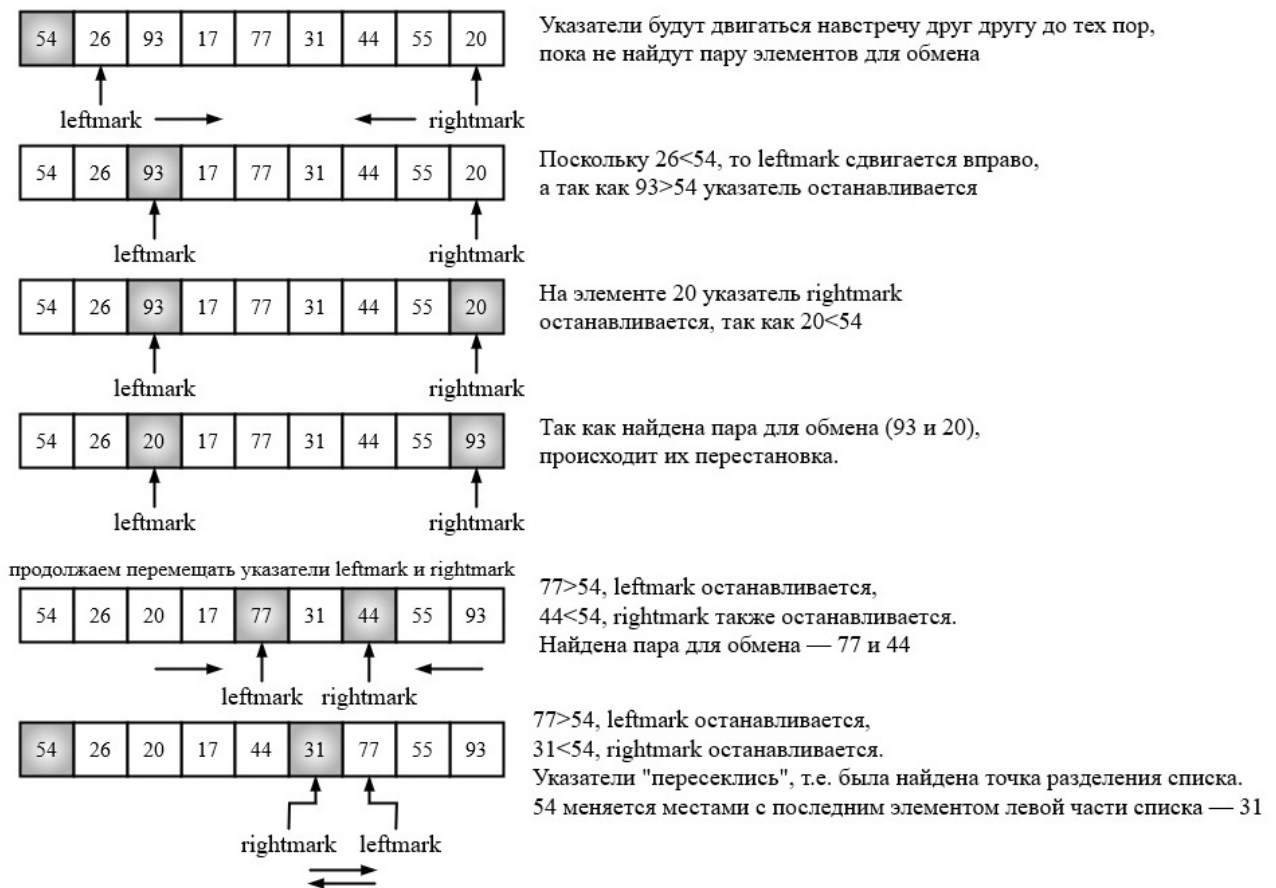 54 26 93 17 77 31 44 55 20
Указатели будут двигаться навстречу друг другу до тех пор,
пока не найдут пару элементов для обмена
leftmark rightmark
54 26 93 17 77 31 44 55 20
Поскольку 26<54, то leftmark сдвигается вправо,
а так как 93>54 указатель останавливается
leftmark rightmark
54 26 93 17 77 31 44 55 20
На элементе 20 указатель rightmark
останавливается, так как 20<54
leftmark rightmark
54 26 20 17 77 31 44 55 93
Так как найдена пара для обмена (93 и 20),
происходит их перестановка.
leftmark rightmark
продолжаем перемещать указатели leftmark и rightmark
54 26 20 17 77 31 44 55 93
77>54, leftmark останавливается,
44<54, rightmark также останавливается.
Найдена пара для обмена — 77 и 44
leftmark rightmark
54 26 20 17 44 31 77 55 93
77>54, leftmark останавливается,
31<54, rightmark останавливается.
Указатели "пересеклись", т.е. была найдена точка разделения списка.
54 меняется местами с последним элементом левой части списка — 31
rightmark leftmark